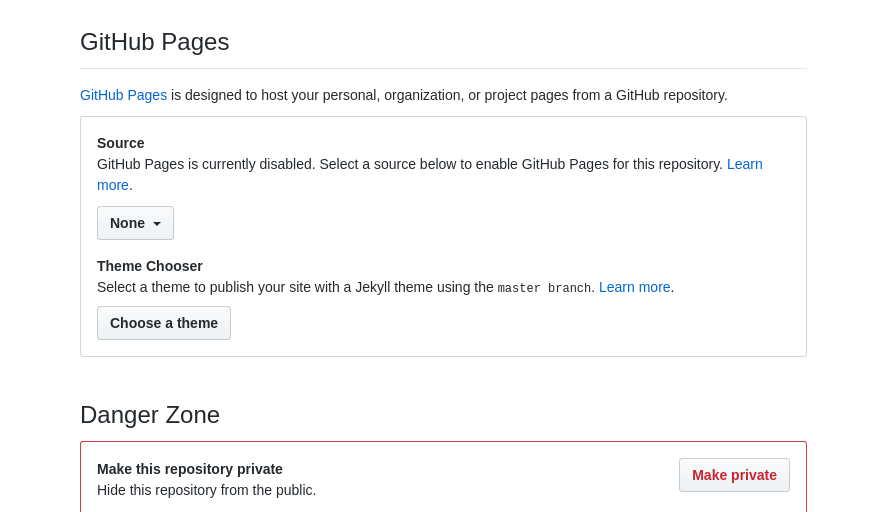 GitHub Pages
GitHub Pages is designed to host your personal, organization, or project pages from a GitHub repository.
Source
GitHub Pages is currently disabled. Select a source below to enable GitHub Pages for this repository. Learn
more.
None
Theme Chooser
Select a theme to publish your site with a Jekyll theme using the master branch. Learn more.
Choose a theme
Danger Zone
Make this repository private
Make private
Hide this repository from the public.